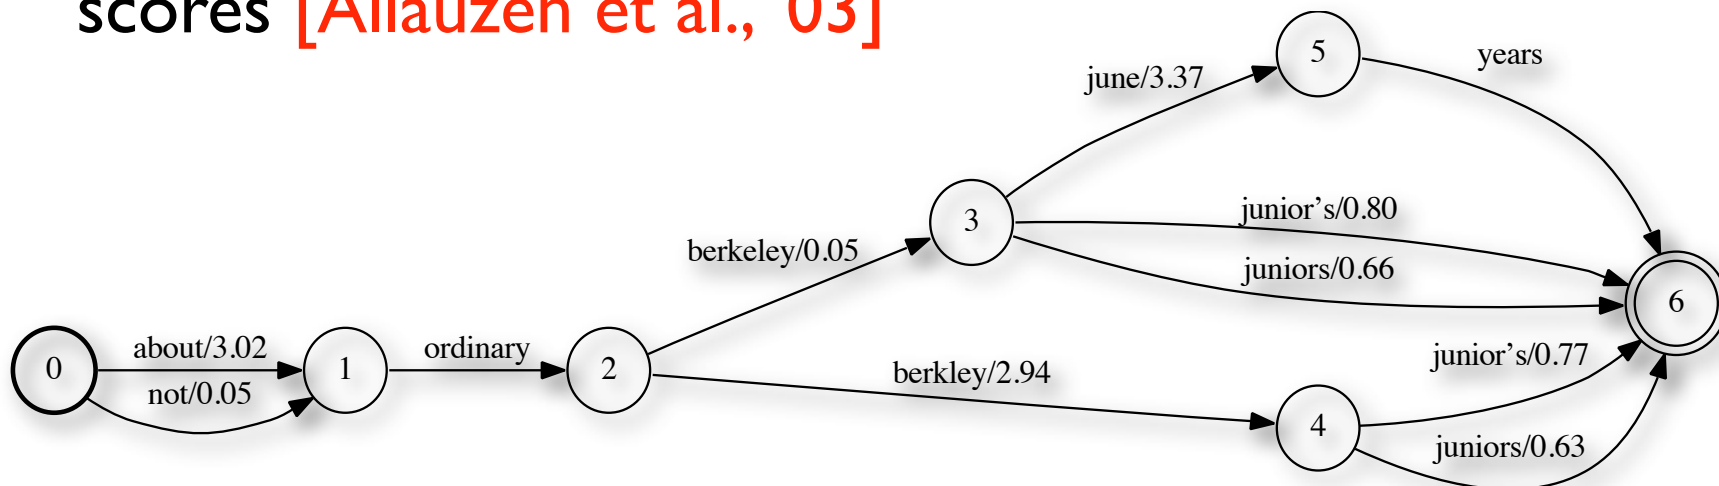 scores [Allauzen et al., '03]
5
years
june/3.37
3
junior's/0.80
berkeley/0.05
juniors/0.66
6
0
about/3.02
1
ordinary
2
junior's/0.77
not/0.05
berkley/2.94
4
juniors/0.63